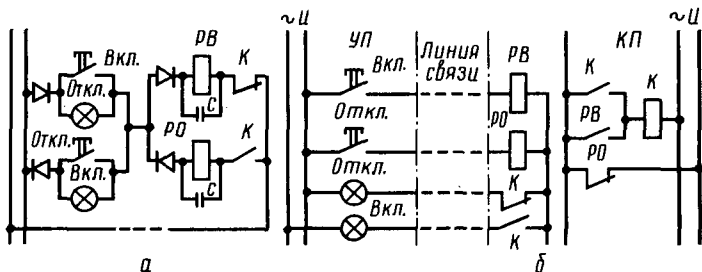 ~U
Вкл.
Откл.
РВ
К
С
Откл.
Вкл.
РО
К
С
а
~U
УП
Линия связи
РВ
Вкл.
Откл.
РО
Откл.
К
Вкл.
К
б
КП
~U
К
К
РВ
РО